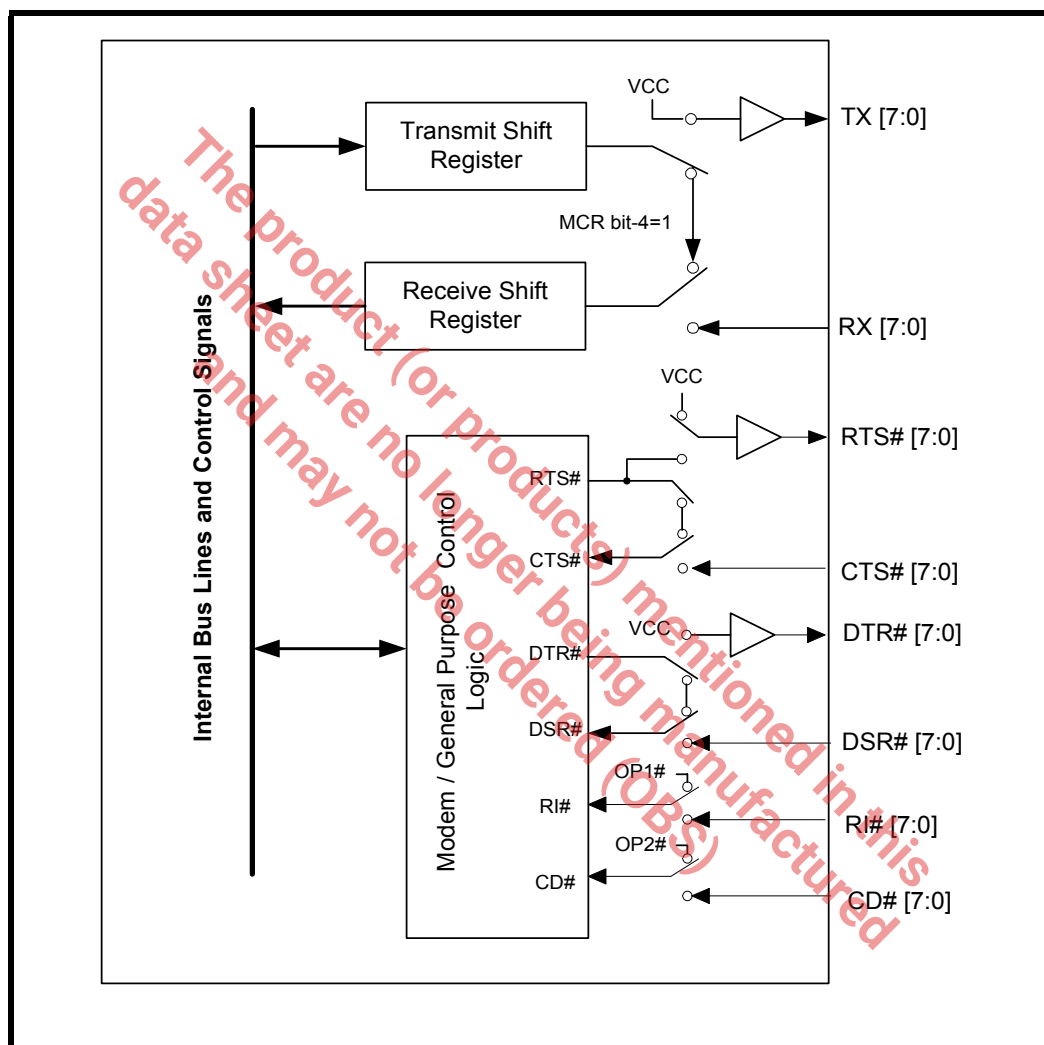 VCC
TX [7:0]
Transmit Shift
Register
MCR bit-4=1
Receive Shift
Register
RX [7:0]
Internal Bus Lines and Control Signals
VCC
RTS# [7:0]
RTS#
CTS#
CTS# [7:0]
Modem / General Purpose Control
Logic
VCC
DTR# [7:0]
DTR#
DSR#
DSR# [7:0]
OP1#
RI#
RI# [7:0]
OP2#
CD#
CD# [7:0]
The product (or products) mentioned in this
data sheet are no longer being manufactured
and may not be ordered (OBS)